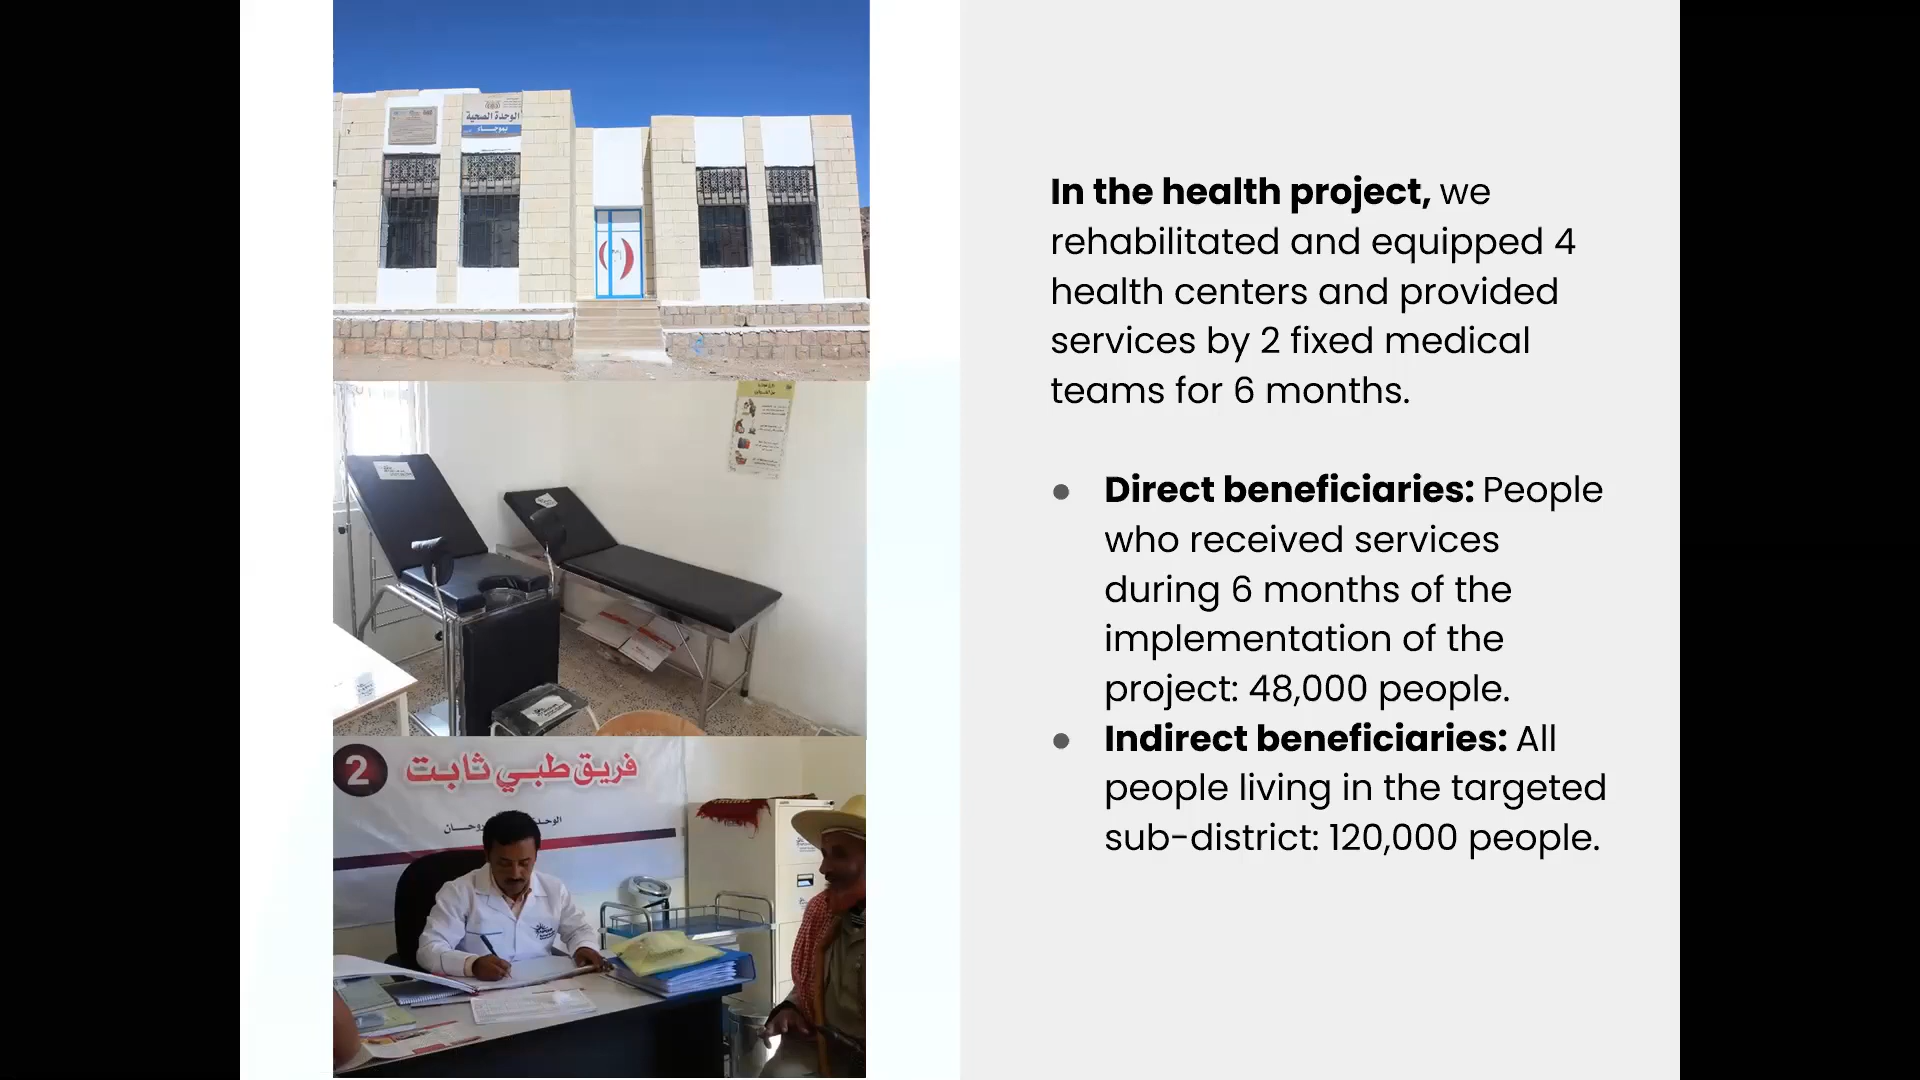 الوحدة الصحية
2
فريق طبي ثابت
In the health project, we
rehabilitated and equipped 4
health centers and provided
services by 2 fixed medical
teams for 6 months.
● Direct beneficiaries: People
who received services
during 6 months of the
implementation of the
project: 48,000 people.
● Indirect beneficiaries: All
people living in the targeted
sub-district: 120,000 people.